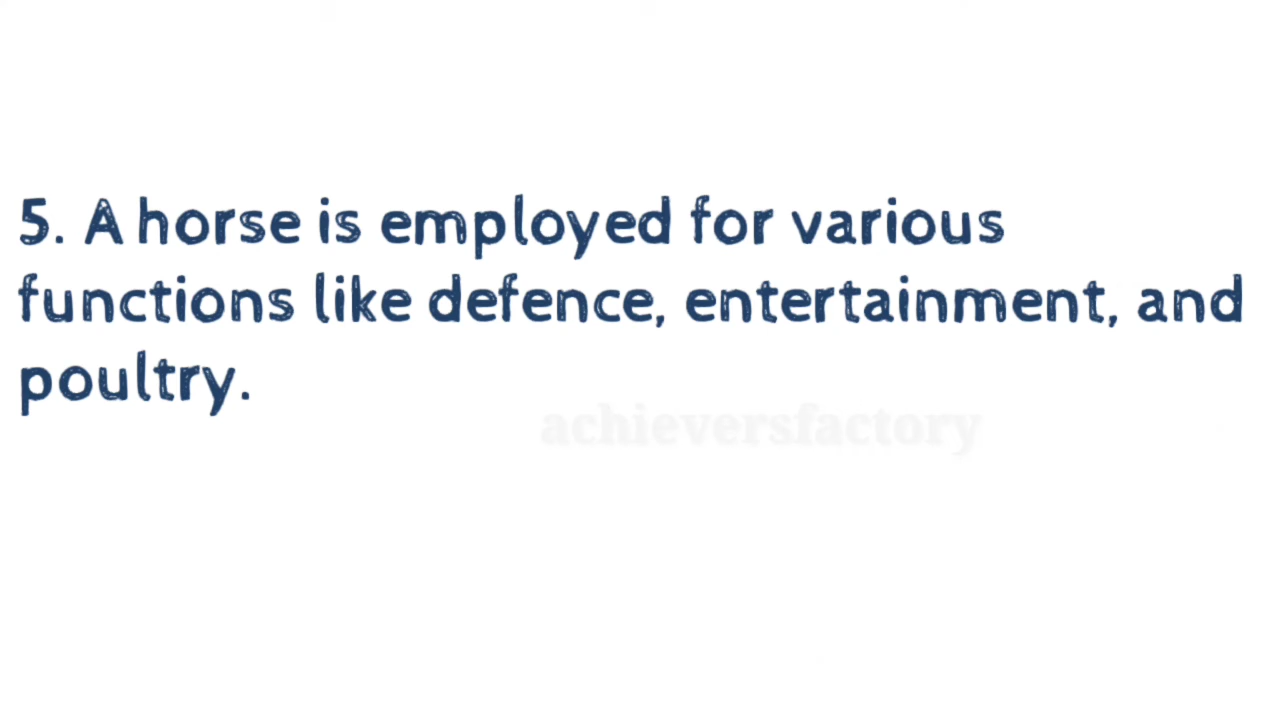 5. A horse is employed for various
functions like defence, entertainment, and
poultry.
achieversfactory